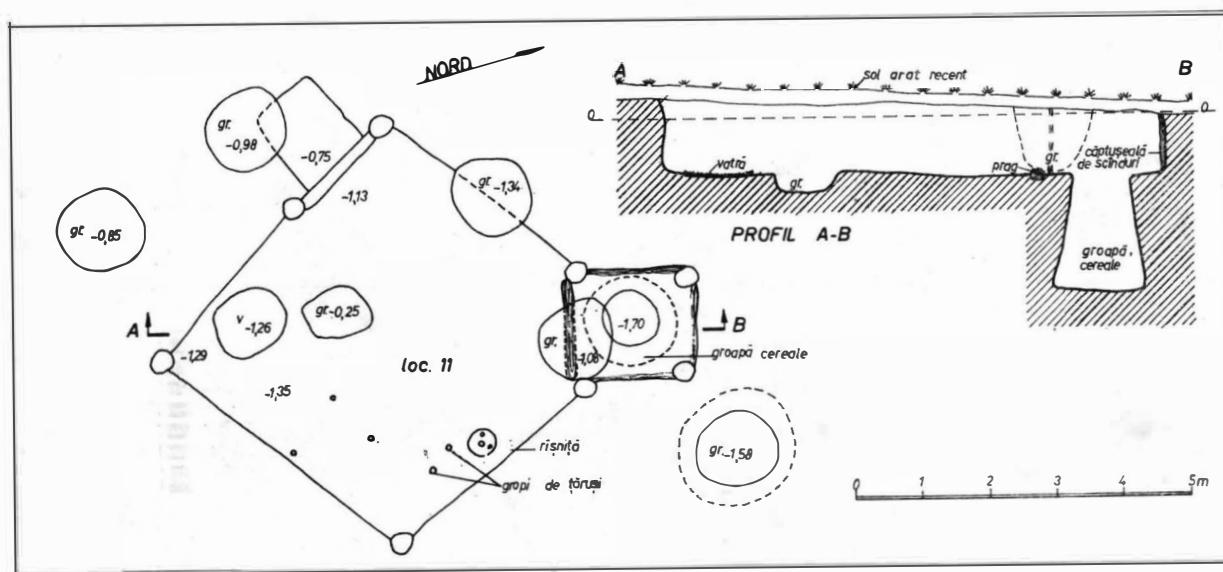 NORD
gr. -0,98
-0,75
-1,13
gr. -1,34
gr. -0,85
A
v -1,26
gr. -0,25
-1,29
-1,35
loc. 11
gr. -1,08
-1,70
B
groapă cereale
rîșniță
gropi de țăruși
gr. -1,58
A
B
sol arat recent
0
0
vatră
gr.
prag
gr.
căptușeală
de scînduri
groapă
cereale
PROFIL A-B
0 1 2 3 4 5m